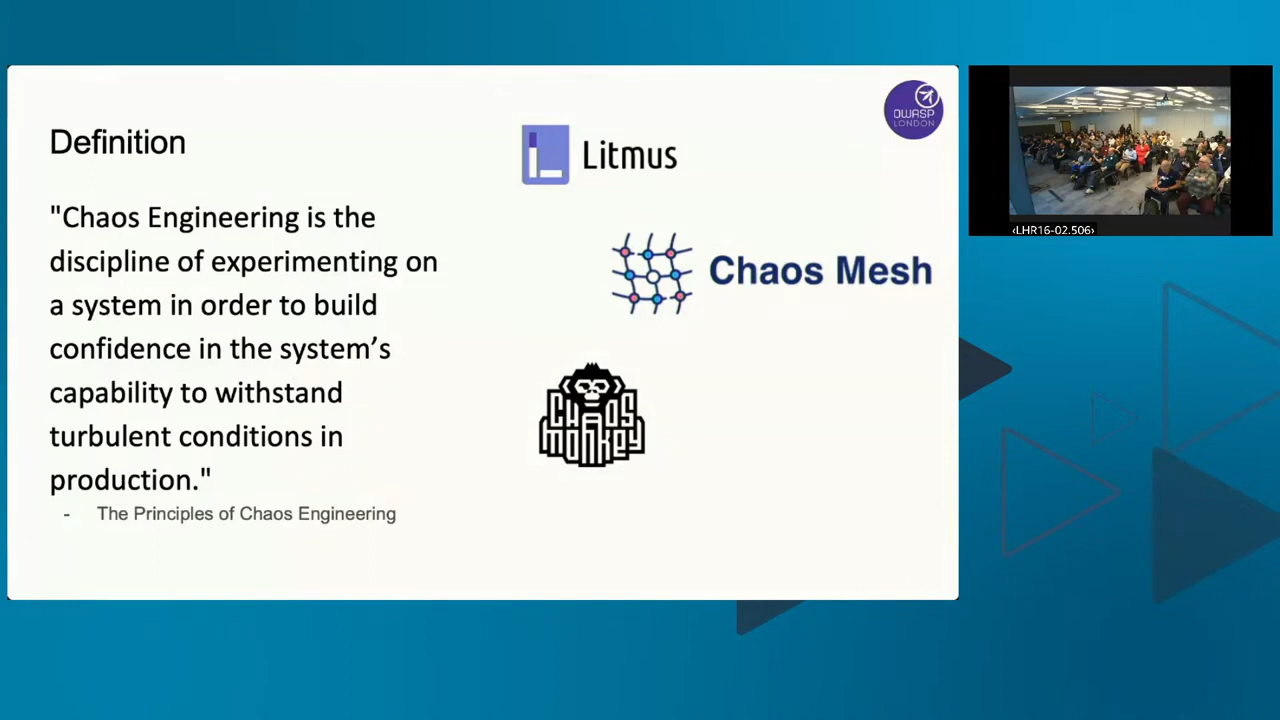 Definition
"Chaos Engineering is the
discipline of experimenting on
a system in order to build
confidence in the system’s
capability to withstand
turbulent conditions in
production."
- The Principles of Chaos Engineering
Litmus
Chaos Mesh
CHAOS
MONKEY
OWASP
LONDON
‹LHR16-02.506›